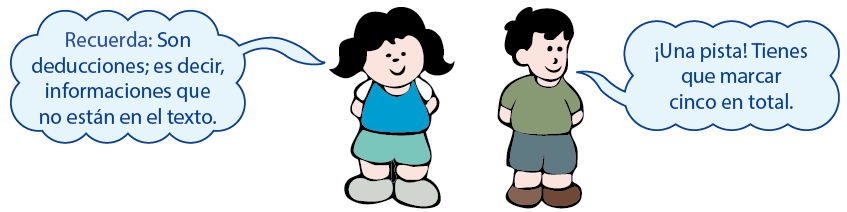 Recuerda: Son
deducciones; es decir,
informaciones que
no están en el texto.
¡Una pista! Tienes
que marcar
cinco en total.